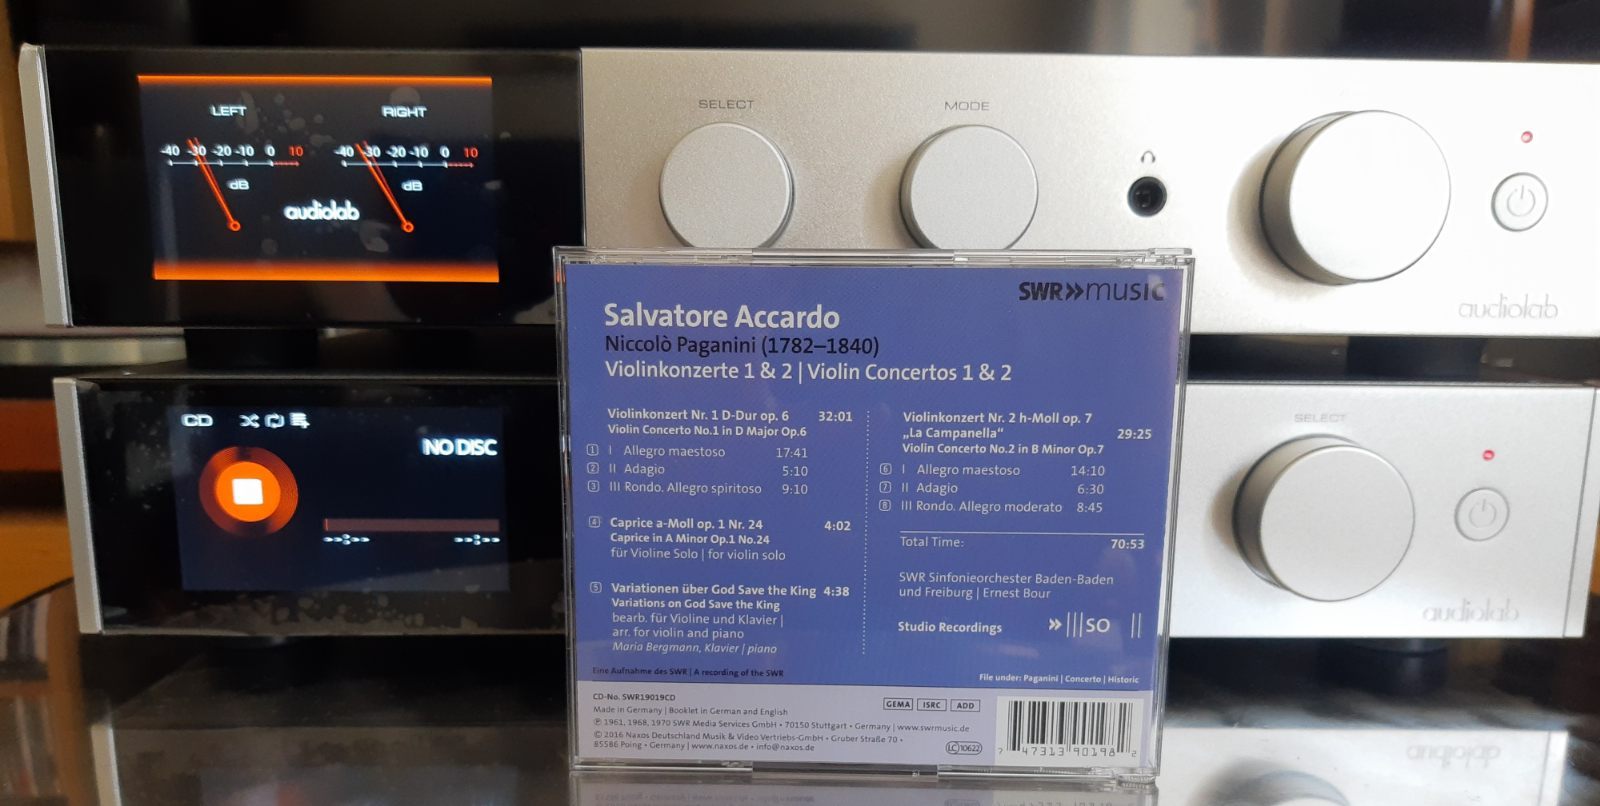 LEFT RIGHT
-40 -30 -20 -10 0 10 -40 -30 -20 -10 0 10
dB dB
audiolab
SELECT
MODE
audiolab
CD
NO DISC
--:-- --:--
SELECT
audiolab
SWR»music
Salvatore Accardo
Niccolò Paganini (1782–1840)
Violinkonzerte 1 & 2 | Violin Concertos 1 & 2
Violinkonzert Nr. 1 D-Dur op. 6 32:01
Violin Concerto No.1 in D Major Op.6
1 I Allegro maestoso 17:41
2 II Adagio 5:10
3 III Rondo. Allegro spiritoso 9:10
4 Caprice a-Moll op. 1 Nr. 24 4:02
Caprice in A Minor Op.1 No.24
für Violine Solo | for violin solo
5 Variationen über God Save the King 4:38
Variations on God Save the King
bearb. für Violine und Klavier |
arr. for violin and piano
Maria Bergmann, Klavier | piano
Violinkonzert Nr. 2 h-Moll op. 7
„La Campanella“ 29:25
Violin Concerto No.2 in B Minor Op.7
6 I Allegro maestoso 14:10
7 II Adagio 6:30
8 III Rondo. Allegro moderato 8:45
Total Time: 70:53
SWR Sinfonieorchester Baden-Baden
und Freiburg | Ernest Bour
Studio Recordings » SO
Eine Aufnahme des SWR | A recording of the SWR
File under: Paganini | Concerto | Historic
CD-No. SWR19019CD
Made in Germany | Booklet in German and English
℗ 1961, 1968, 1970 SWR Media Services GmbH • 70150 Stuttgart • Germany | www.swrmusic.de
© 2016 Naxos Deutschland Musik & Video Vertriebs-GmbH • Gruber Straße 70 •
85586 Poing • Germany | www.naxos.de • info@naxos.de
GEMA ISRC ADD
LC 10622
7 47313 90198 2
audiolab